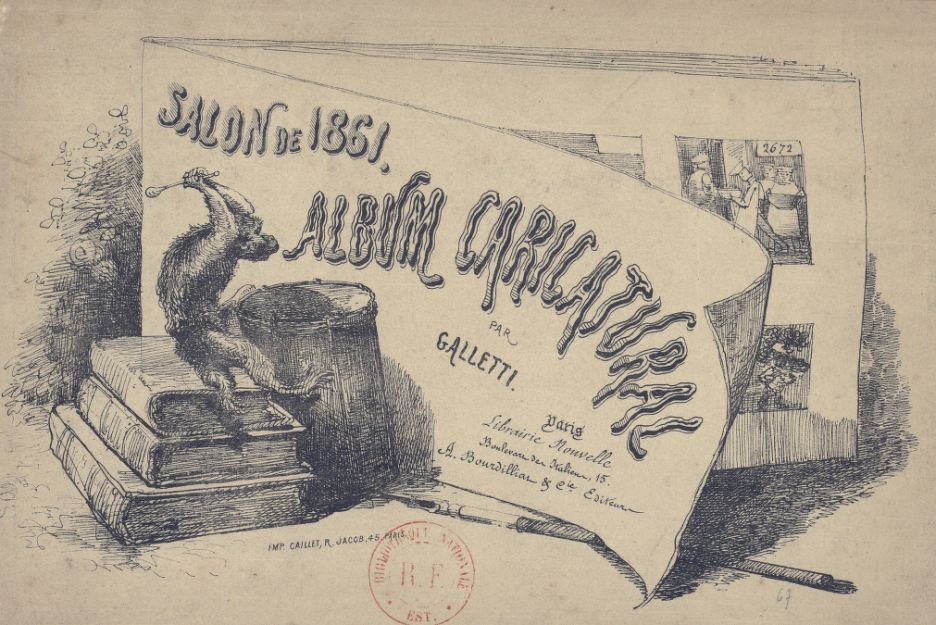 SALON DE 1861.
ALBUM CARICATURAL
PAR
GALLETTI.
Paris
Librairie Nouvelle
Boulevard des Italiens, 15.
A. Bourdilliat & Cie Editeurs
2672
IMP. CAILLET, R. JACOB, 45. PARIS.
BIBLIOTHEQUE NATIONALE
R.F.
EST.
67